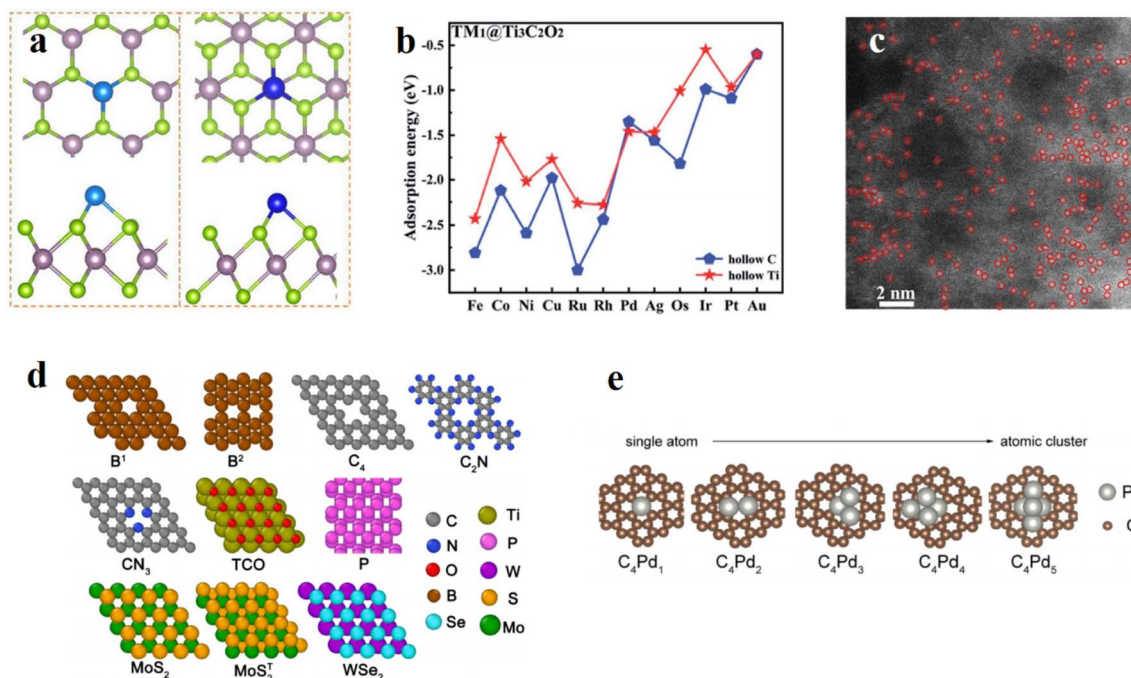 a
b
TM₁@Ti₃C₂O₂
Adsorption energy (eV)
-0.5
-1.0
-1.5
-2.0
-2.5
-3.0
hollow C
hollow Ti
Fe Co Ni Cu Ru Rh Pd Ag Os Ir Pt Au
c
2 nm
d
B¹ B² C₄ C₂N
CN₃ TCO P
MoS₂ MoS₂ᵀ WSe₂
C Ti
N P
O W
B S
Se Mo
e
single atom atomic cluster
C₄Pd₁ C₄Pd₂ C₄Pd₃ C₄Pd₄ C₄Pd₅
P